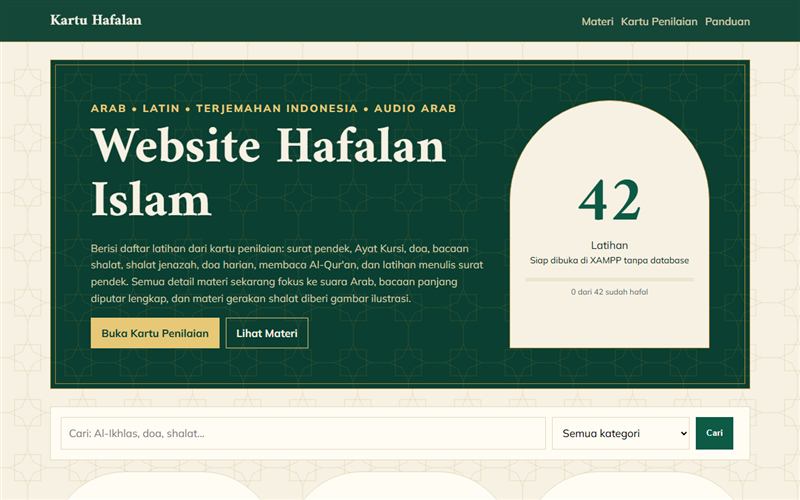 Kartu Hafalan
Materi Kartu Penilaian Panduan
ARAB • LATIN • TERJEMAHAN INDONESIA • AUDIO ARAB
Website Hafalan
Islam
Berisi daftar latihan dari kartu penilaian: surat pendek, Ayat Kursi, doa, bacaan
shalat, shalat jenazah, doa harian, membaca Al-Qur'an, dan latihan menulis surat
pendek. Semua detail materi sekarang fokus ke suara Arab, bacaan panjang
diputar lengkap, dan materi gerakan shalat diberi gambar ilustrasi.
Buka Kartu Penilaian
Lihat Materi
42
Latihan
Siap dibuka di XAMPP tanpa database
0 dari 42 sudah hafal
Cari: Al-Ikhlas, doa, shalat...
Semua kategori
Cari